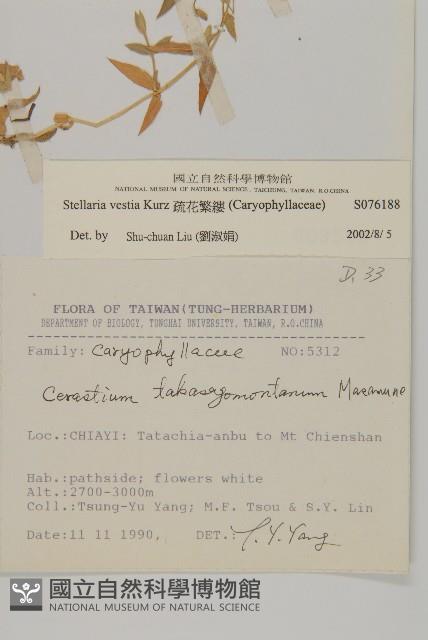 國立自然科學博物館
NATIONAL MUSEUM OF NATURAL SCIENCE, TAICHUNG, TAIWAN, R.O.CHINA
Stellaria vestia Kurz 疏花繁縷 (Caryophyllaceae) S076188
Det. by Shu-chuan Liu (劉淑娟) 2002/8/ 5
D. 33
FLORA OF TAIWAN(TUNG-HERBARIUM)
DEPARTMENT OF BIOLOGY, TUNGHAI UNIVERSITY, TAIWAN, R.O.CHINA
Family: Caryophyllaceae NO:5312
Cerastium takasagomontanum Masamune
Loc.:CHIAYI: Tatachia-anbu to Mt Chienshan
Hab.:pathside; flowers white
Alt.:2700-3000m
Coll.:Tsung-Yu Yang; M.F. Tsou & S.Y. Lin
Date:11 11 1990, DET.: T. Y. Yang
國立自然科學博物館
NATIONAL MUSEUM OF NATURAL SCIENCE